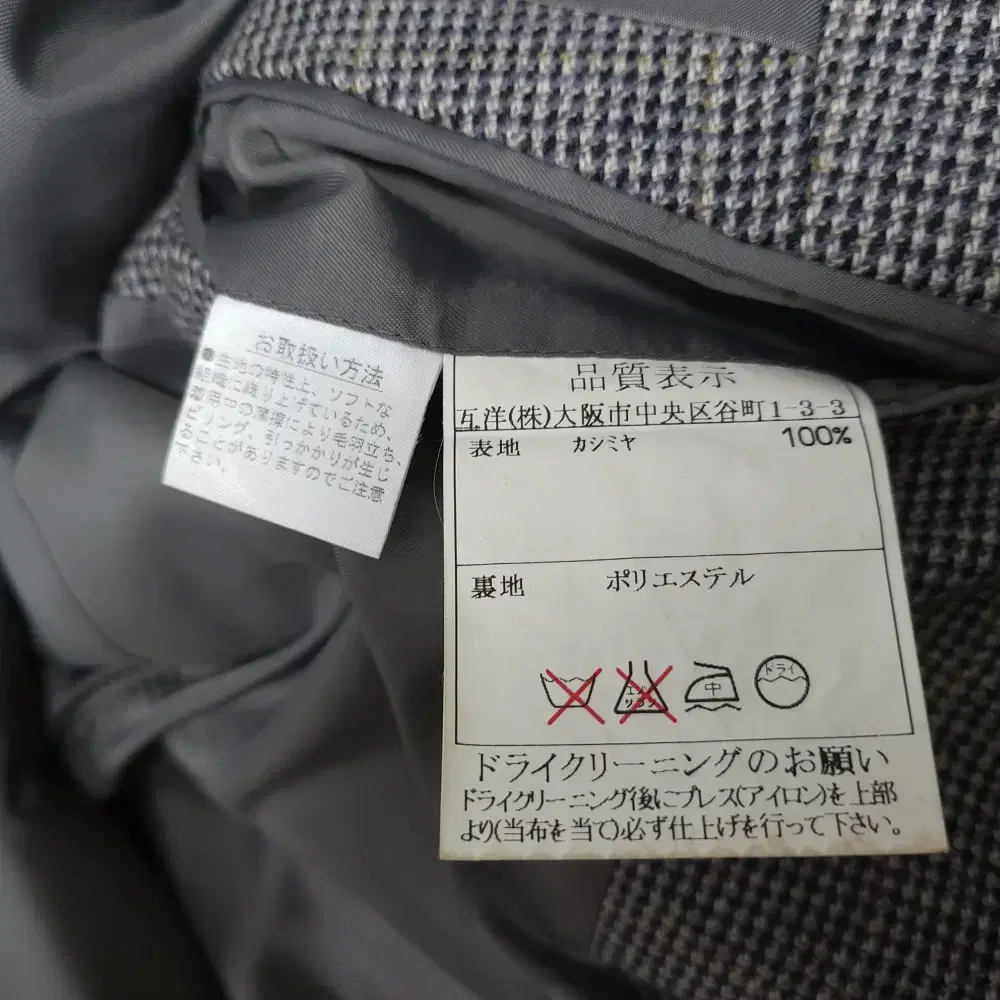 お取扱い方法
●生地の特性上、ソフトな
組織に織り上げているため、
着用中の摩擦により毛羽立ち、
ピリング、引っかかりが生じ
ることがありますのでご注意
下さい。
品質表示
互洋(株)大阪市中央区谷町1-3-3
表地 カシミヤ 100%
裏地 ポリエステル
エンソサラシ 中 ドライ
ドライクリーニングのお願い
ドライクリーニング後にプレス(アイロン)を上部
より(当布を当て)必ず仕上げを行って下さい。